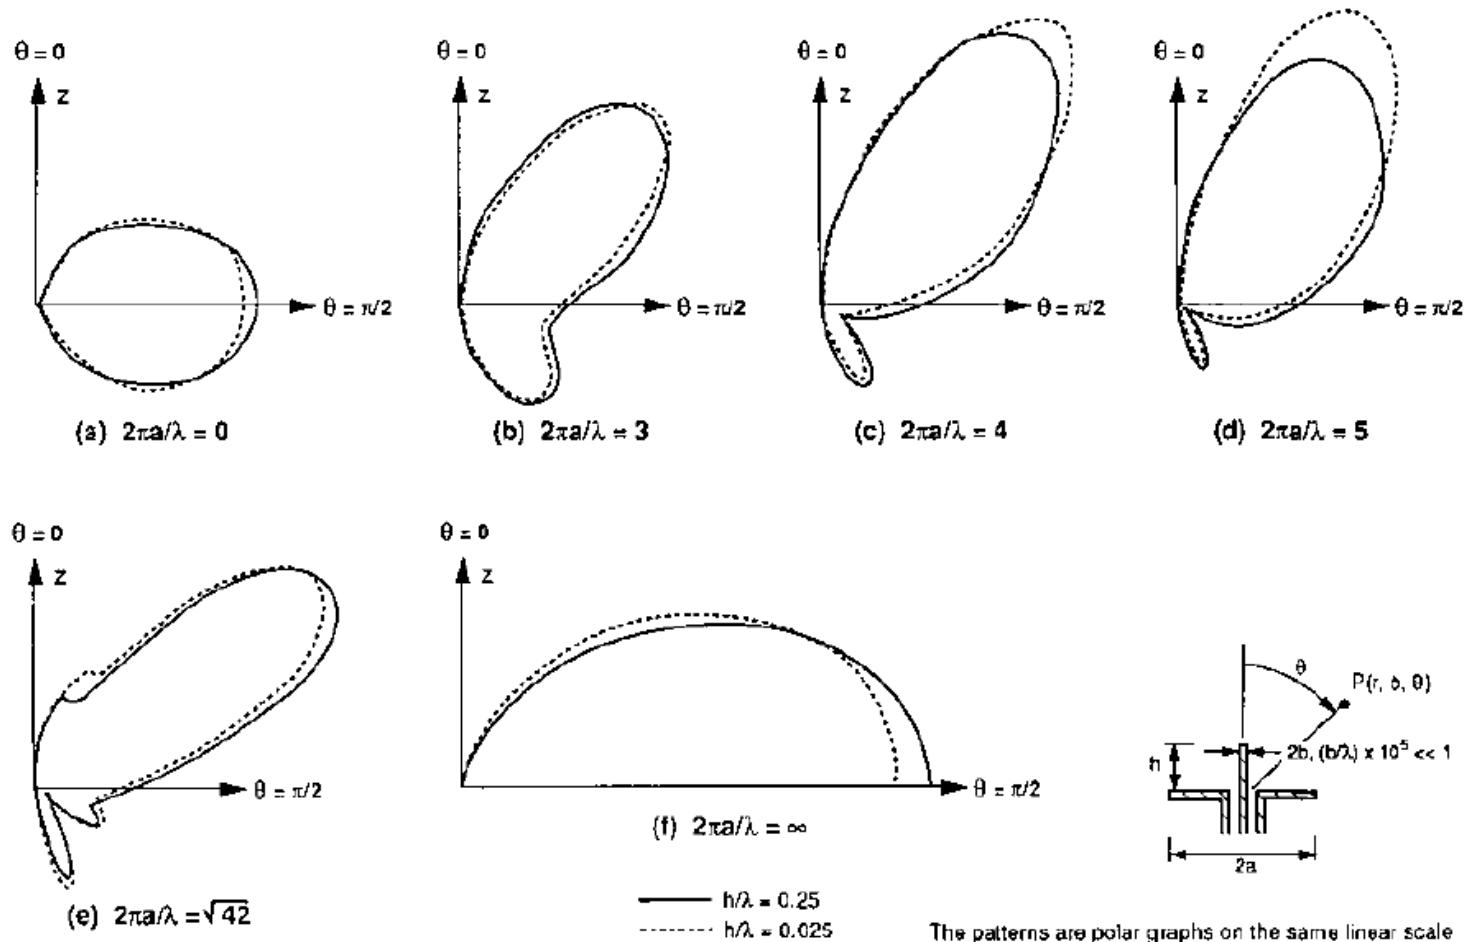 θ = 0
z
θ = π/2
(a) 2πa/λ = 0
θ = 0
z
θ = π/2
(b) 2πa/λ = 3
θ = 0
z
θ = π/2
(c) 2πa/λ = 4
θ = 0
z
θ = π/2
(d) 2πa/λ = 5
θ = 0
z
θ = π/2
(e) 2πa/λ = √42
θ = 0
z
θ = π/2
(f) 2πa/λ = ∞
h/λ = 0.25
h/λ = 0.025
θ
P(r, δ, θ)
h
2b, (b/λ) x 10⁵ << 1
2a
The patterns are polar graphs on the same linear scale